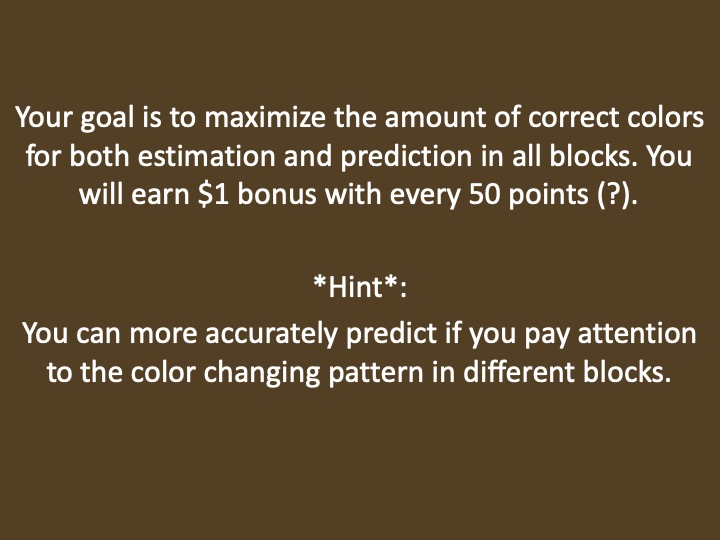 Your goal is to maximize the amount of correct colors
for both estimation and prediction in all blocks. You
will earn $1 bonus with every 50 points (?).
*Hint*:
You can more accurately predict if you pay attention
to the color changing pattern in different blocks.